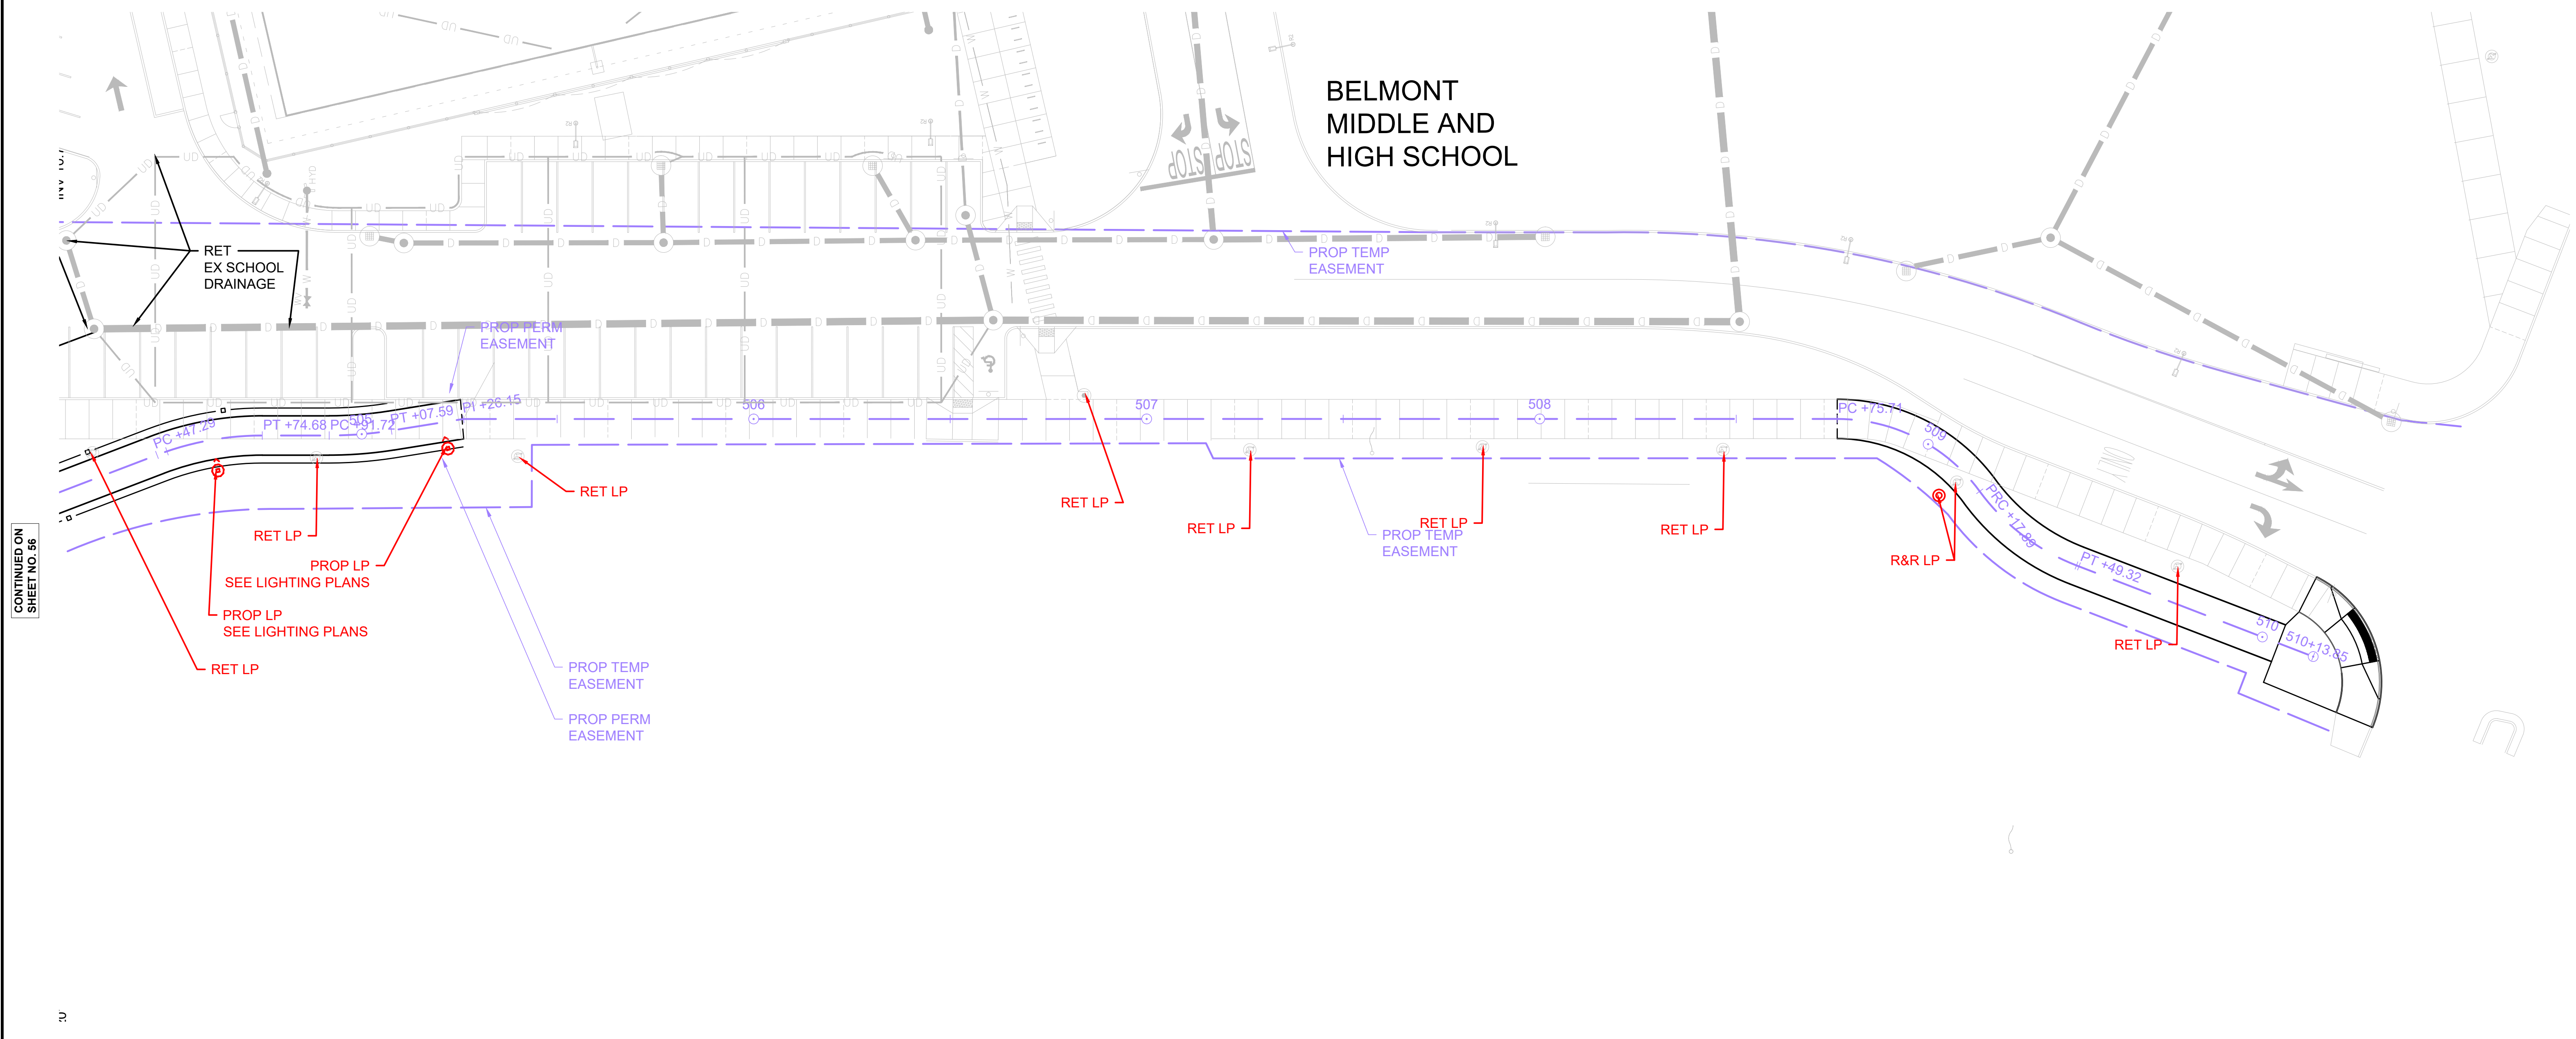 BELMONT
MIDDLE AND
HIGH SCHOOL
STOP
STOP
HYD
RET
EX SCHOOL
DRAINAGE
PROP TEMP
EASEMENT
PROP PERM
EASEMENT
PC +47.29
PT +74.68
PC +91.72
505
PT +07.59
PI +26.15
506
507
508
PC +75.71
509
PRC +17.89
PT +49.32
510
510+13.85
RET LP
RET LP
RET LP
RET LP
RET LP
RET LP
PROP TEMP
EASEMENT
RET LP
PROP LP
SEE LIGHTING PLANS
PROP LP
SEE LIGHTING PLANS
R&R LP
RET LP
RET LP
PROP TEMP
EASEMENT
PROP PERM
EASEMENT
CONTINUED ON
SHEET NO. 56